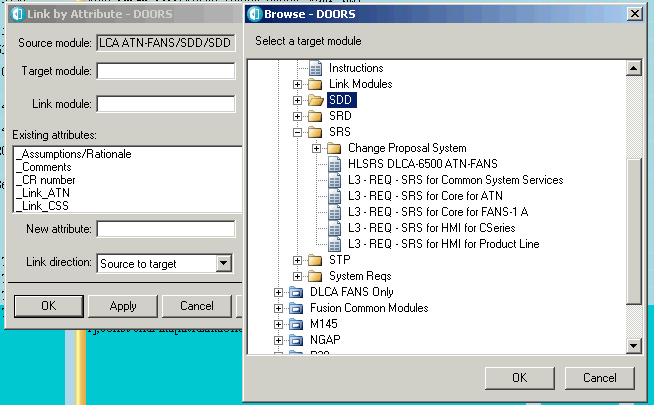 Link by Attribute - DOORS
Source module: LCA ATN-FANS/SDD/SDD
Target module:
Link module:
Existing attributes:
_Assumptions/Rationale
_Comments
_CR number
_Link_ATN
_Link_CSS
New attribute:
Link direction: Source to target
OK Apply Cancel
Browse - DOORS
Select a target module
Instructions
Link Modules
SDD
SRD
SRS
Change Proposal System
HLSRS DLCA-6500 ATN-FANS
L3 - REQ - SRS for Common System Services
L3 - REQ - SRS for Core for ATN
L3 - REQ - SRS for Core for FANS-1 A
L3 - REQ - SRS for HMI for CSeries
L3 - REQ - SRS for HMI for Product Line
STP
System Reqs
DLCA FANS Only
Fusion Common Modules
M145
NGAP
OK Cancel